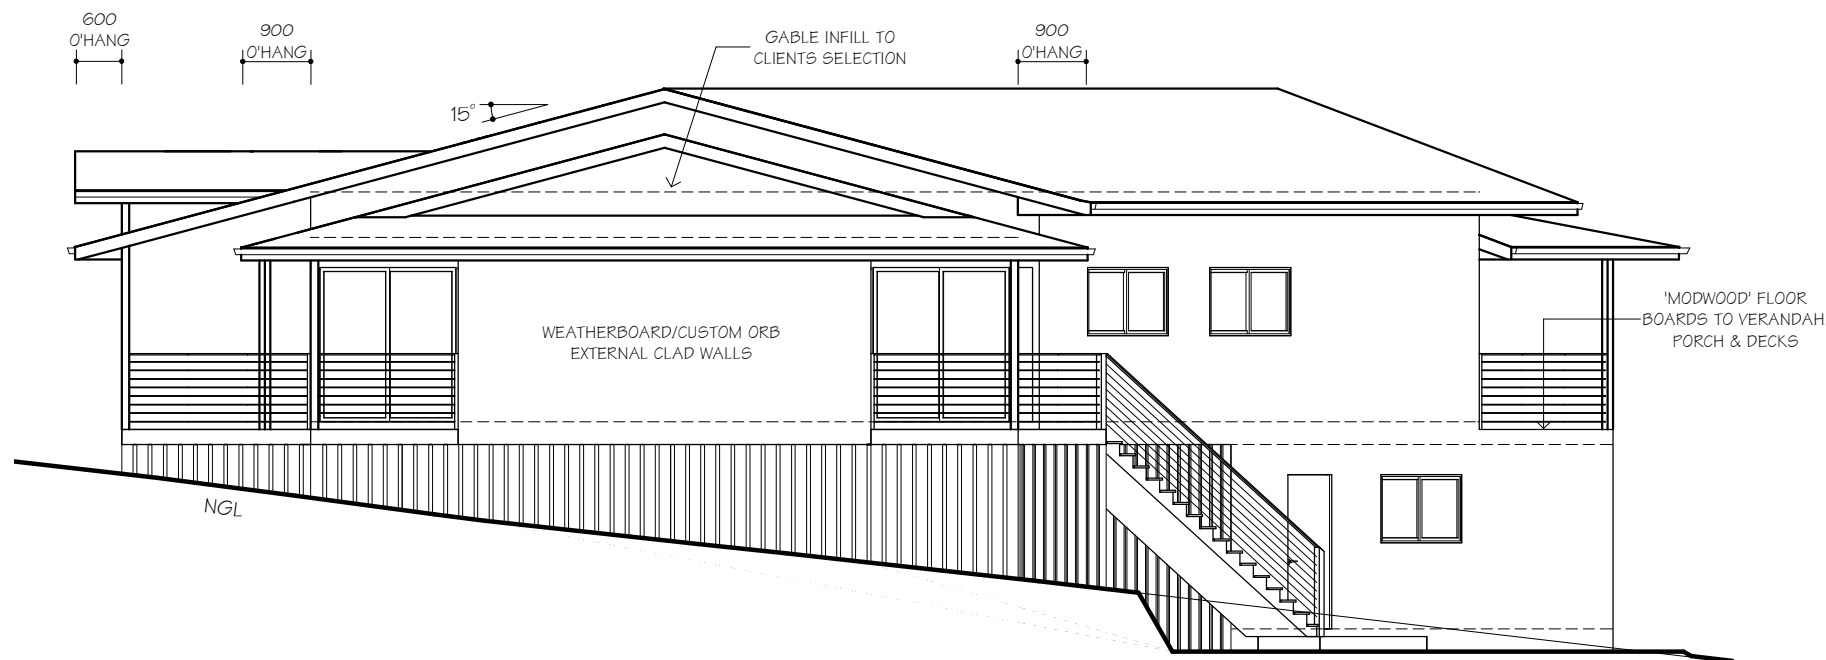 600
O'HANG
900
O'HANG
GABLE INFILL TO
CLIENTS SELECTION
900
O'HANG
15°
'MODWOOD' FLOOR
BOARDS TO VERANDAH
PORCH & DECKS
WEATHERBOARD/CUSTOM ORB
EXTERNAL CLAD WALLS
NGL